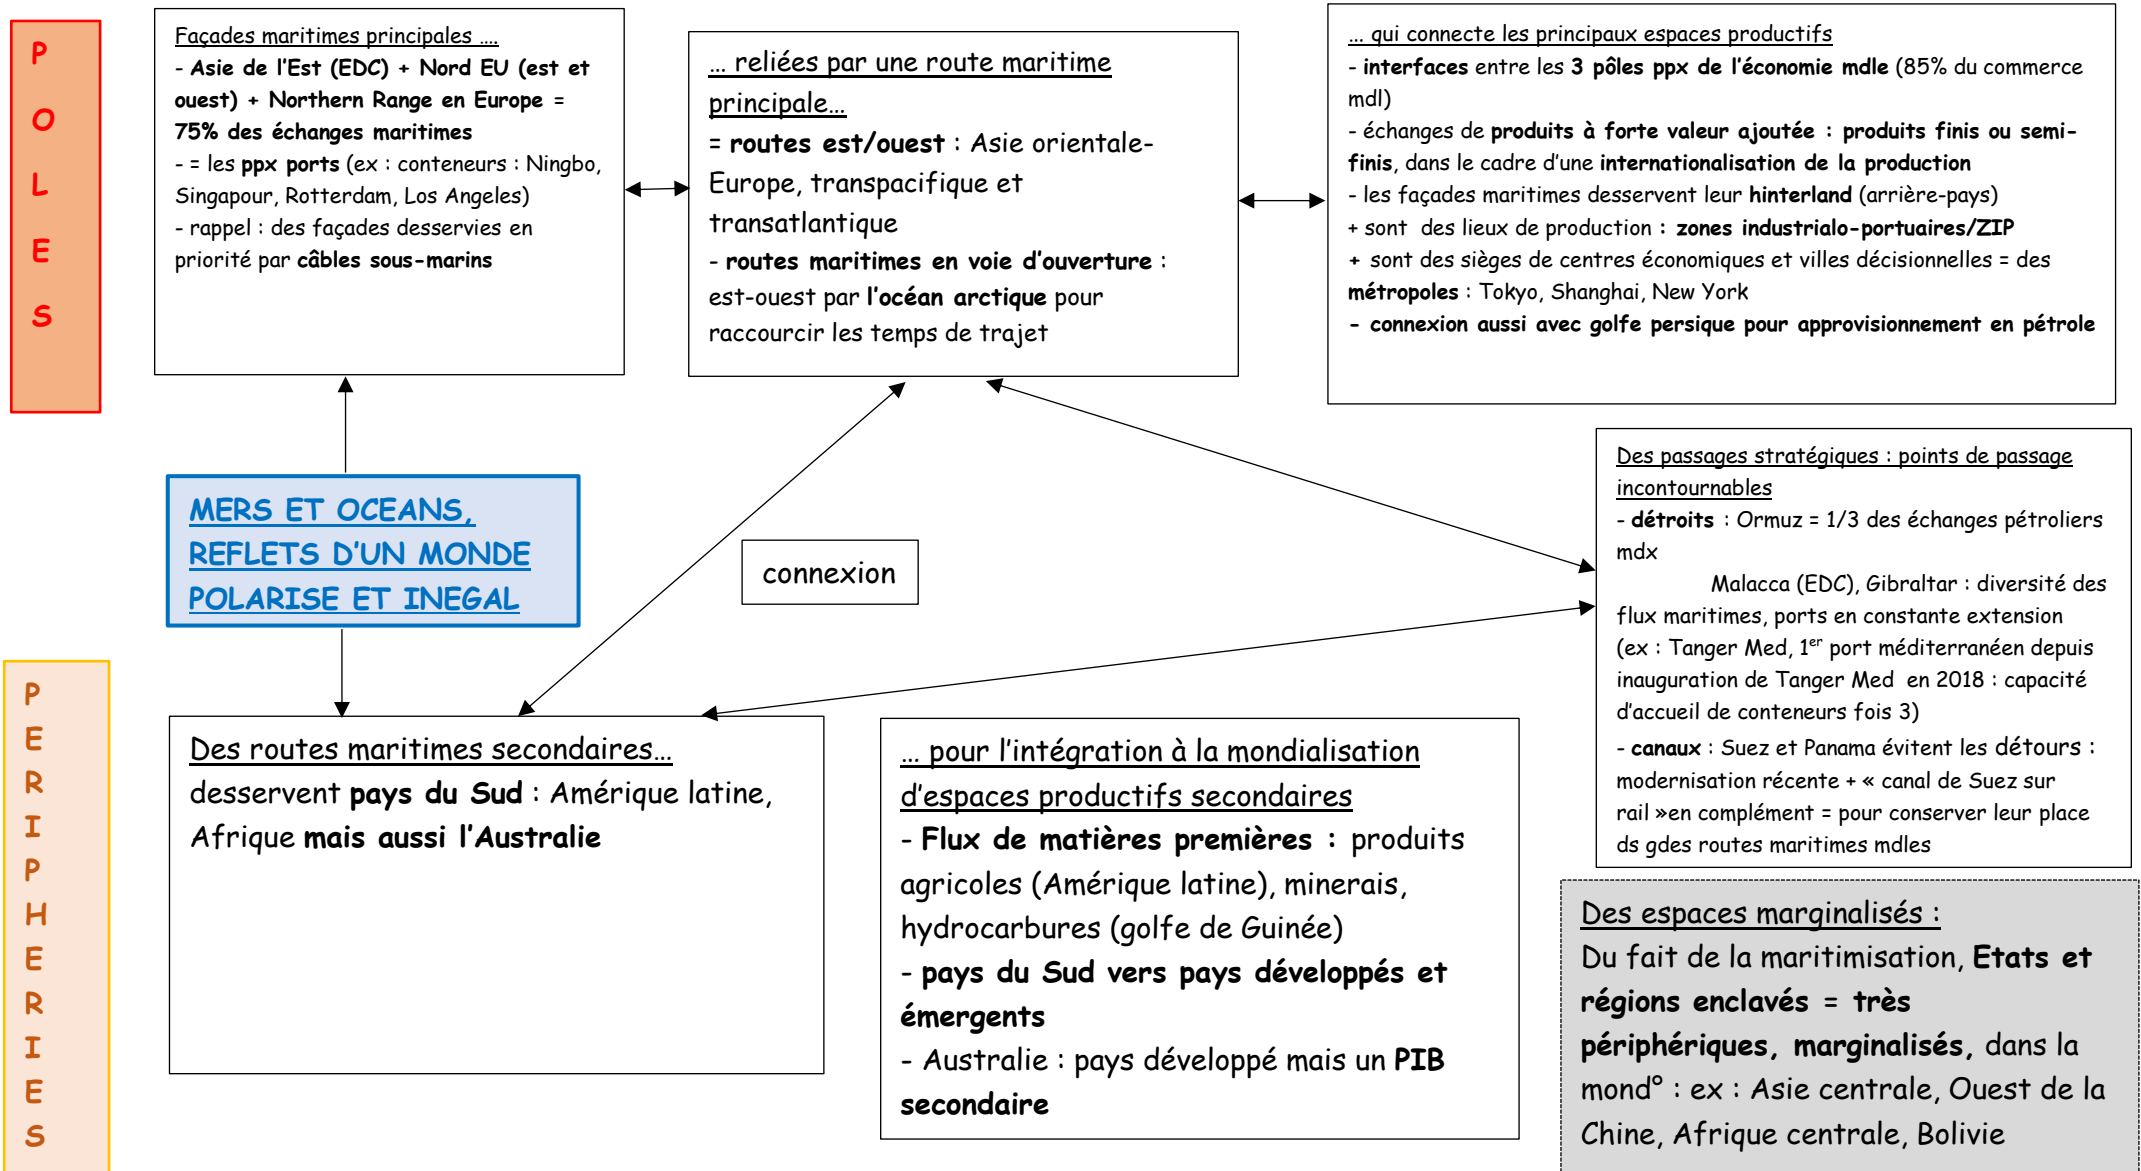 P
O
L
E
S
Façades maritimes principales ….
- Asie de l'Est (EDC) + Nord EU (est et
ouest) + Northern Range en Europe =
75% des échanges maritimes
- = les ppx ports (ex : conteneurs : Ningbo,
Singapour, Rotterdam, Los Angeles)
- rappel : des façades desservies en
priorité par câbles sous-marins
… reliées par une route maritime
principale…
= routes est/ouest : Asie orientale-
Europe, transpacifique et
transatlantique
- routes maritimes en voie d'ouverture :
est-ouest par l'océan arctique pour
raccourcir les temps de trajet
… qui connecte les principaux espaces productifs
- interfaces entre les 3 pôles ppx de l'économie mdle (85% du commerce
mdl)
- échanges de produits à forte valeur ajoutée : produits finis ou semi-
finis, dans le cadre d'une internationalisation de la production
- les façades maritimes desservent leur hinterland (arrière-pays)
+ sont des lieux de production : zones industrialo-portuaires/ZIP
+ sont des sièges de centres économiques et villes décisionnelles = des
métropoles : Tokyo, Shanghai, New York
- connexion aussi avec golfe persique pour approvisionnement en pétrole
MERS ET OCEANS,
REFLETS D'UN MONDE
POLARISE ET INEGAL
connexion
Des passages stratégiques : points de passage
incontournables
- détroits : Ormuz = 1/3 des échanges pétroliers
mdx
Malacca (EDC), Gibraltar : diversité des
flux maritimes, ports en constante extension
(ex : Tanger Med, 1er port méditerranéen depuis
inauguration de Tanger Med en 2018 : capacité
d'accueil de conteneurs fois 3)
- canaux : Suez et Panama évitent les détours :
modernisation récente + « canal de Suez sur
rail »en complément = pour conserver leur place
ds gdes routes maritimes mdles
P
E
R
I
P
H
E
R
I
E
S
Des routes maritimes secondaires…
desservent pays du Sud : Amérique latine,
Afrique mais aussi l'Australie
… pour l'intégration à la mondialisation
d'espaces productifs secondaires
- Flux de matières premières : produits
agricoles (Amérique latine), minerais,
hydrocarbures (golfe de Guinée)
- pays du Sud vers pays développés et
émergents
- Australie : pays développé mais un PIB
secondaire
Des espaces marginalisés :
Du fait de la maritimisation, Etats et
régions enclavés = très
périphériques, marginalisés, dans la
mond° : ex : Asie centrale, Ouest de la
Chine, Afrique centrale, Bolivie